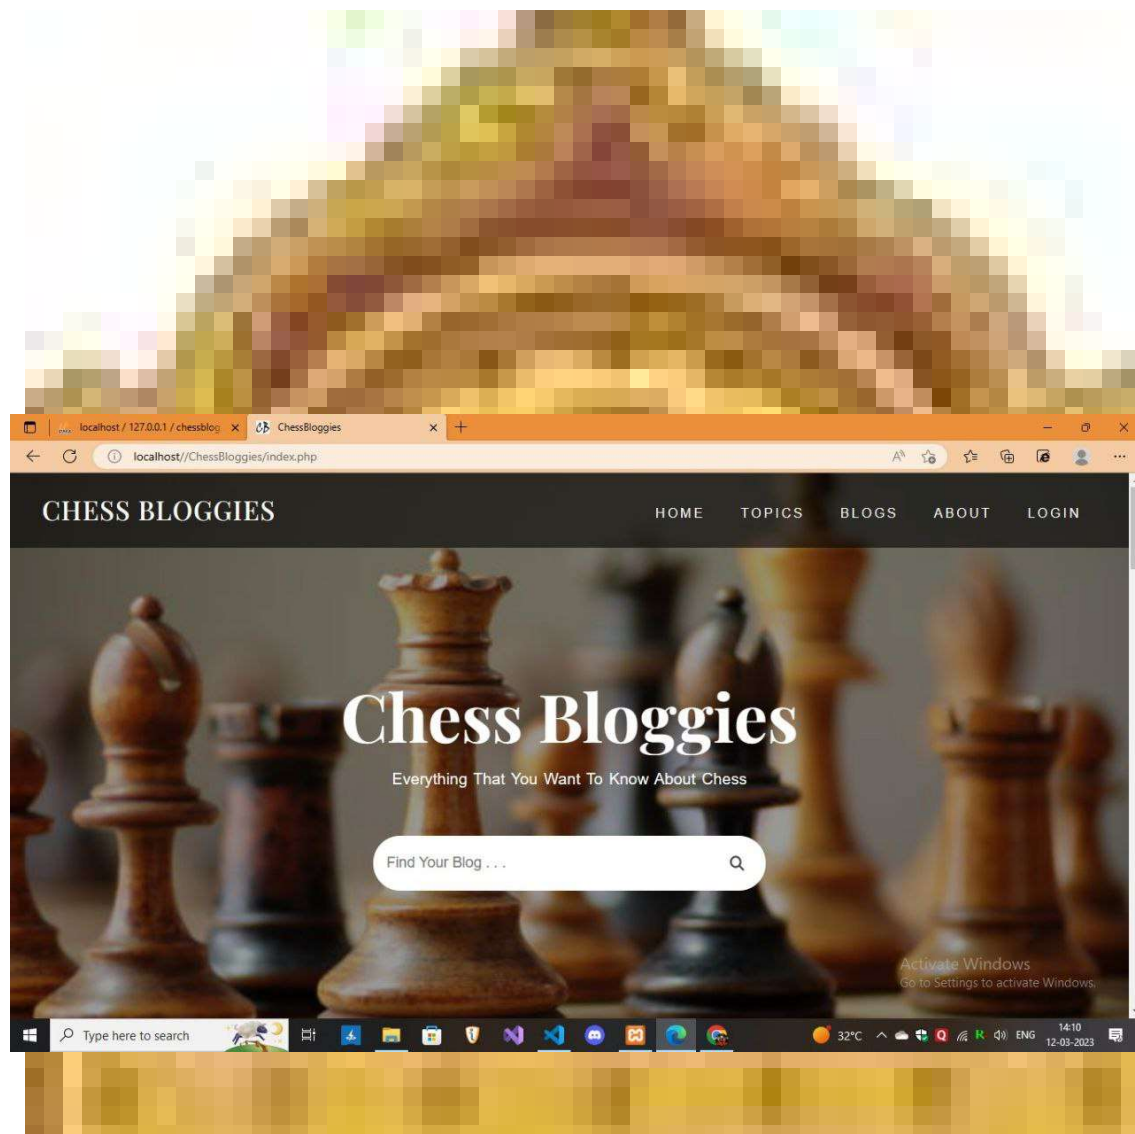 localhost / 127.0.0.1 / chessblog
ChessBloggies
localhost//ChessBloggies/index.php
CHESS BLOGGIES
HOME
TOPICS
BLOGS
ABOUT
LOGIN
Chess Bloggies
Everything That You Want To Know About Chess
Find Your Blog . . .
Activate Windows
Go to Settings to activate Windows.
Type here to search
32°C
ENG
14:10
12-03-2023